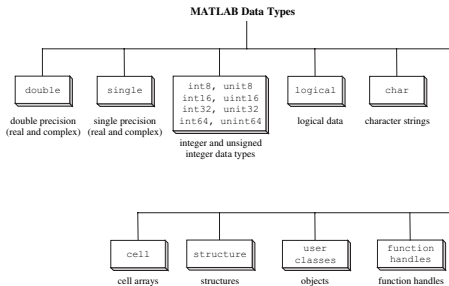 MATLAB Data Types
double
single
int8, unit8
int16, uint16
int32, unit32
int64, unint64
logical
char
double precision
(real and complex)
single precision
(real and complex)
integer and unsigned
integer data types
logical data
character strings
cell
structure
user
classes
function
handles
cell arrays
structures
objects
function handles